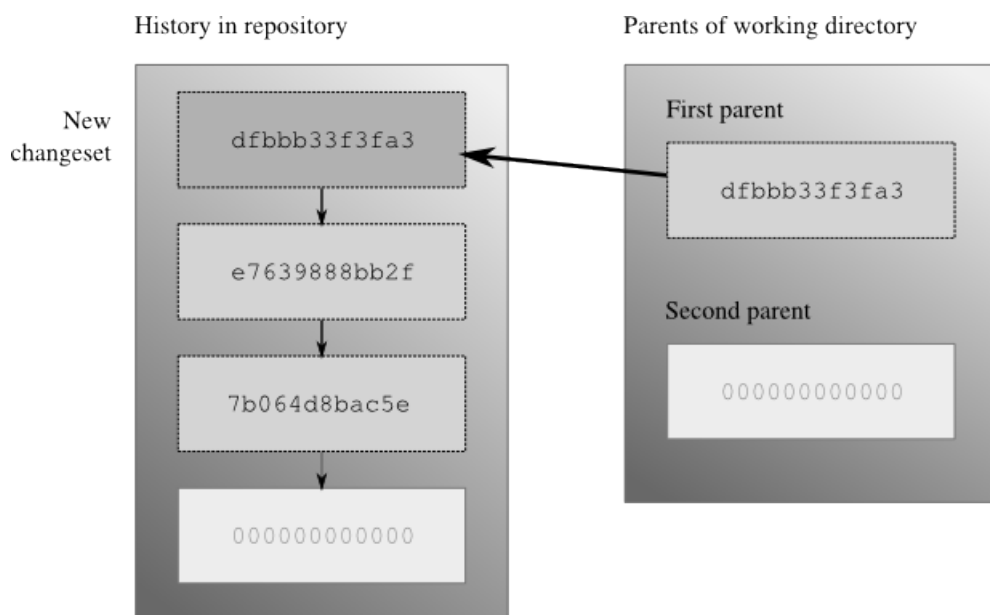 History in repository
New
changeset
dfbbb33f3fa3
e7639888bb2f
7b064d8bac5e
000000000000
Parents of working directory
First parent
dfbbb33f3fa3
Second parent
000000000000